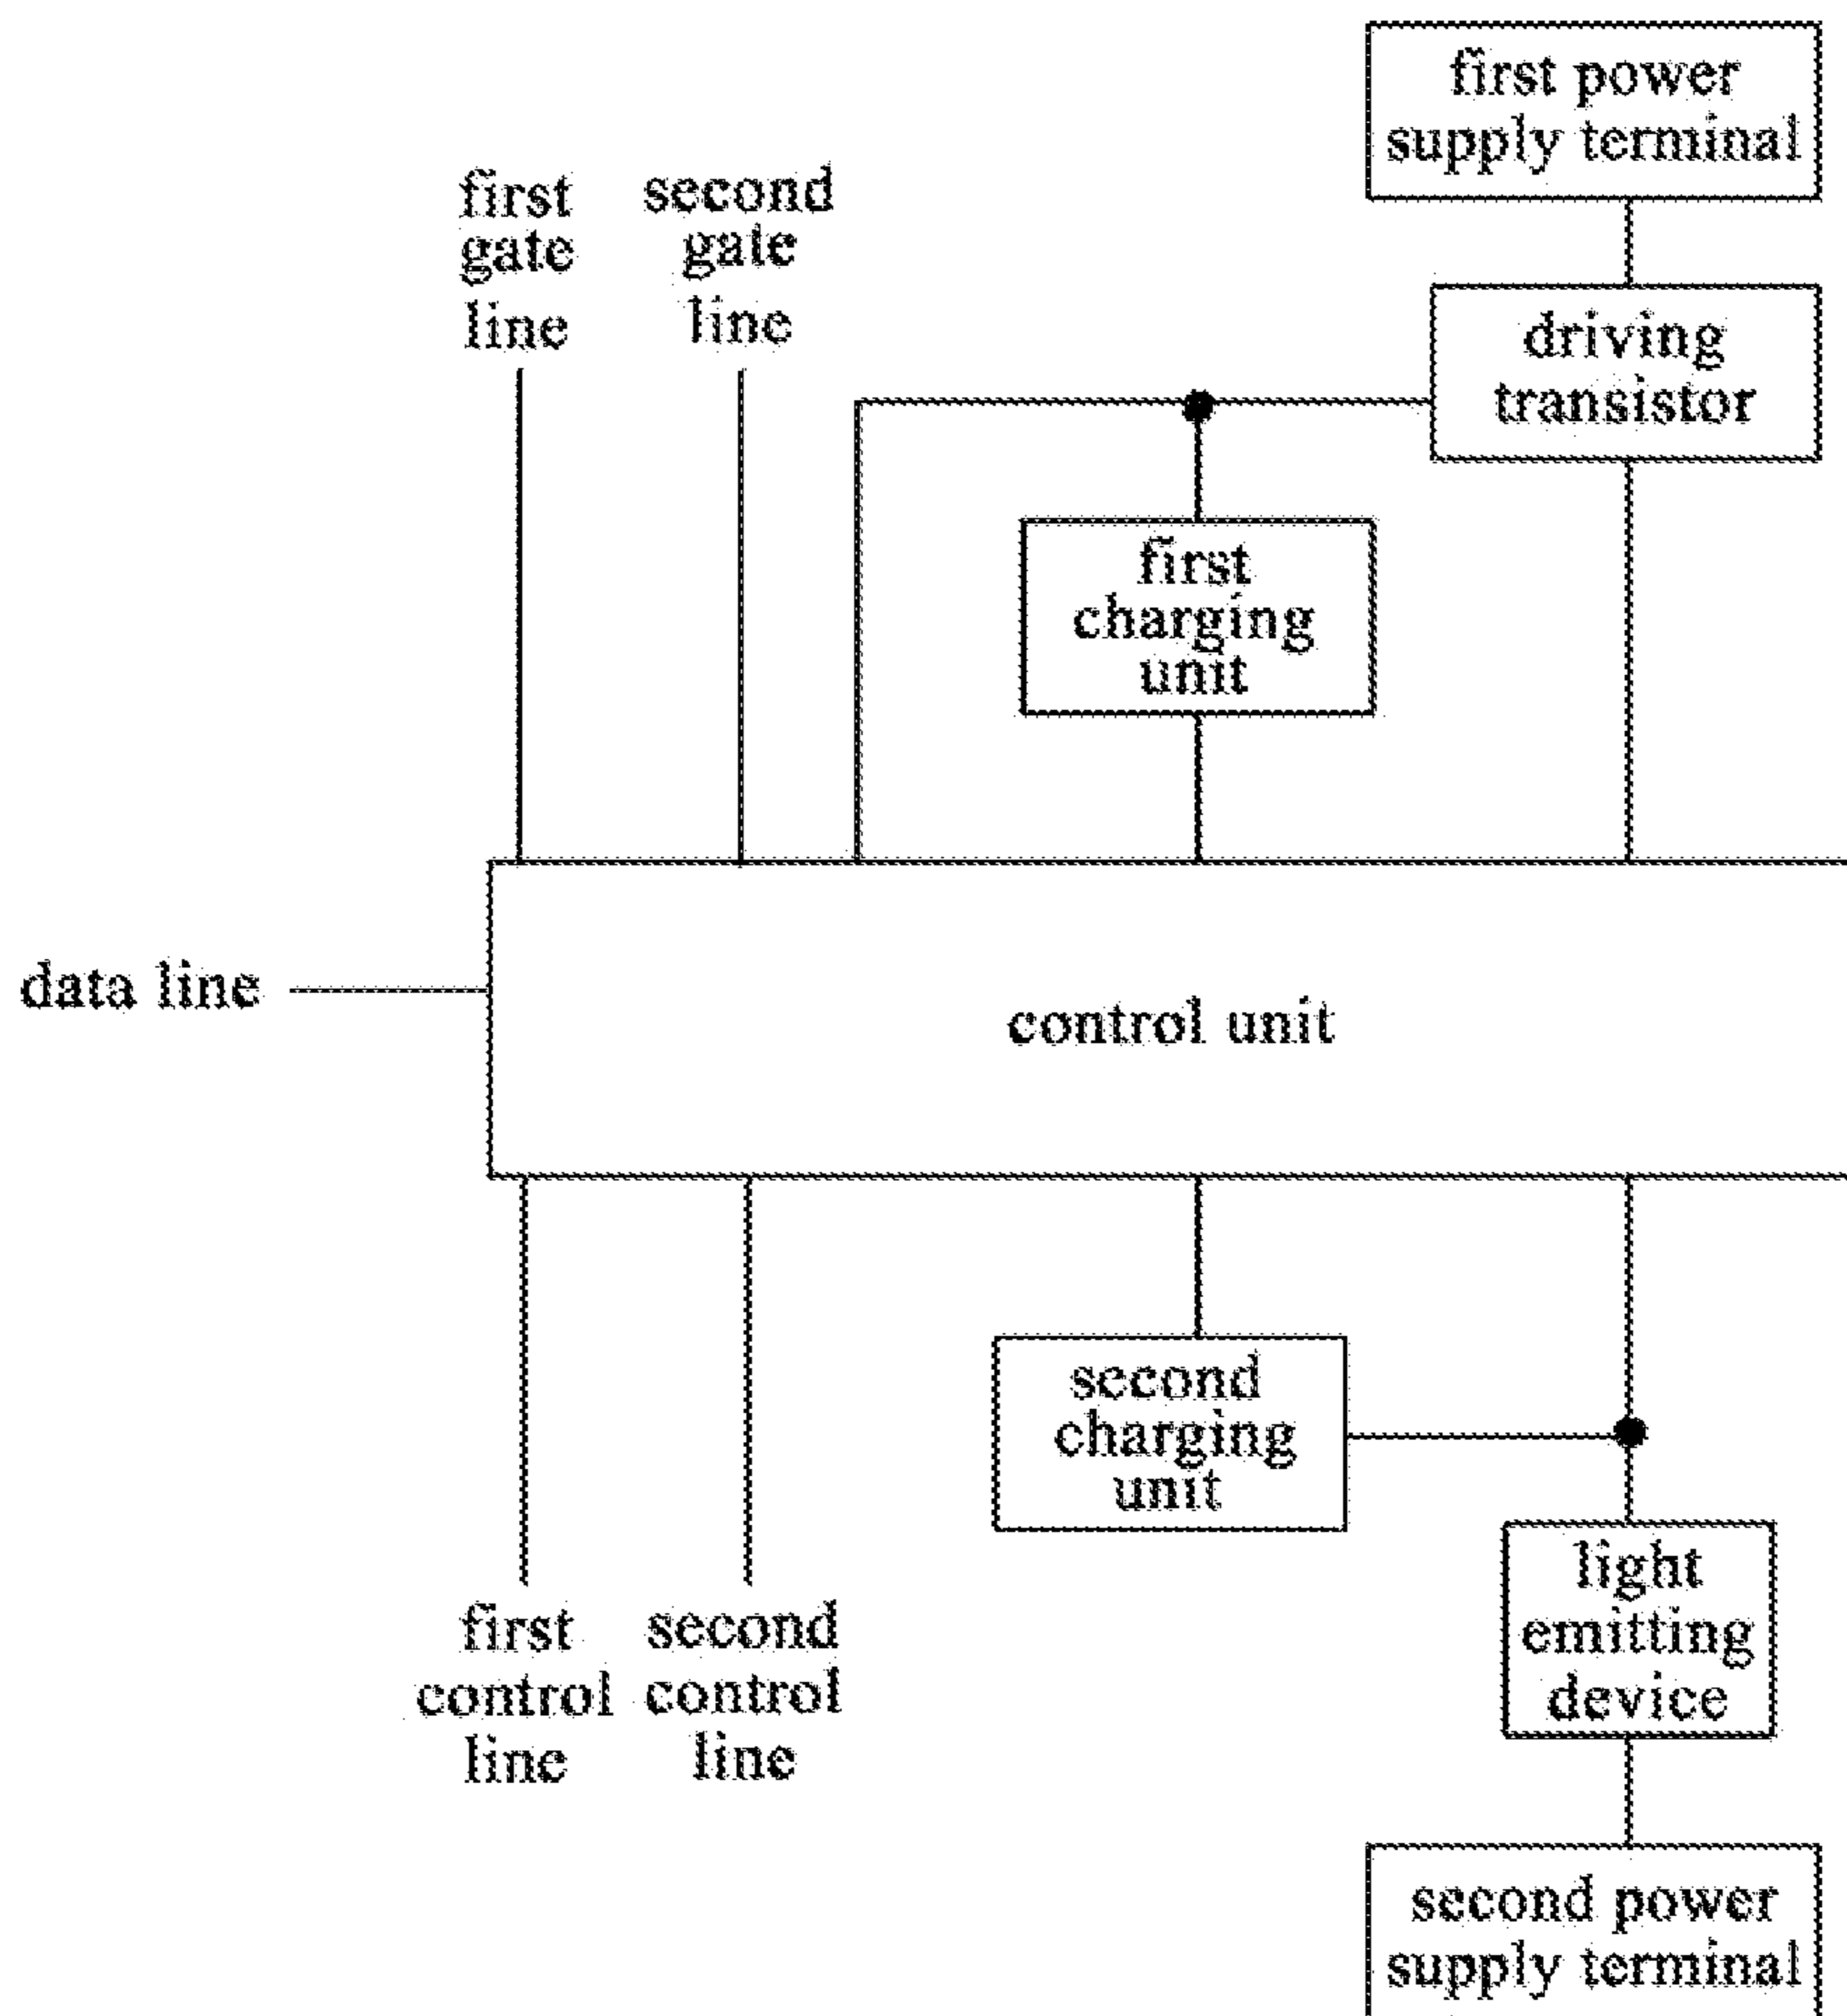 first power
supply terminal
first
gate
line
second
gate
line
driving
transistor
first
charging
unit
data line
control unit
second
charging
unit
light
emitting
device
first
control
line
second
control
line
second power
supply terminal